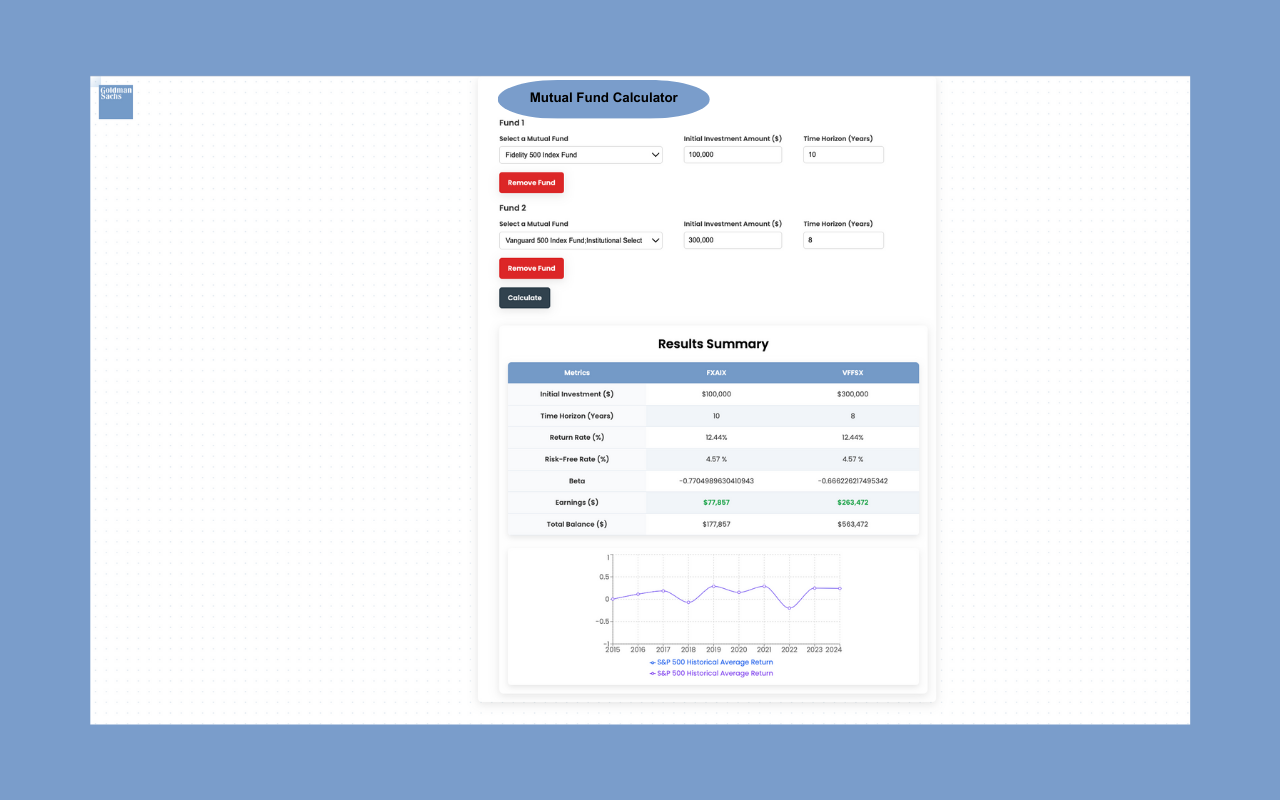 Goldman
Sachs
Mutual Fund Calculator
Fund 1
Select a Mutual Fund Initial Investment Amount ($) Time Horizon (Years)
Fidelity 500 Index Fund 100,000 10
Remove Fund
Fund 2
Select a Mutual Fund Initial Investment Amount ($) Time Horizon (Years)
Vanguard 500 Index Fund;Institutional Select 300,000 8
Remove Fund
Calculate
Results Summary
Metrics FXAIX VFFSX
Initial Investment ($) $100,000 $300,000
Time Horizon (Years) 10 8
Return Rate (%) 12.44% 12.44%
Risk-Free Rate (%) 4.57 % 4.57 %
Beta -0.7704989630410943 -0.666226217495342
Earnings ($) $77,857 $263,472
Total Balance ($) $177,857 $563,472
1
0.5
0
-0.5
-1
2015 2016 2017 2018 2019 2020 2021 2022 2023 2024
S&P 500 Historical Average Return
S&P 500 Historical Average Return